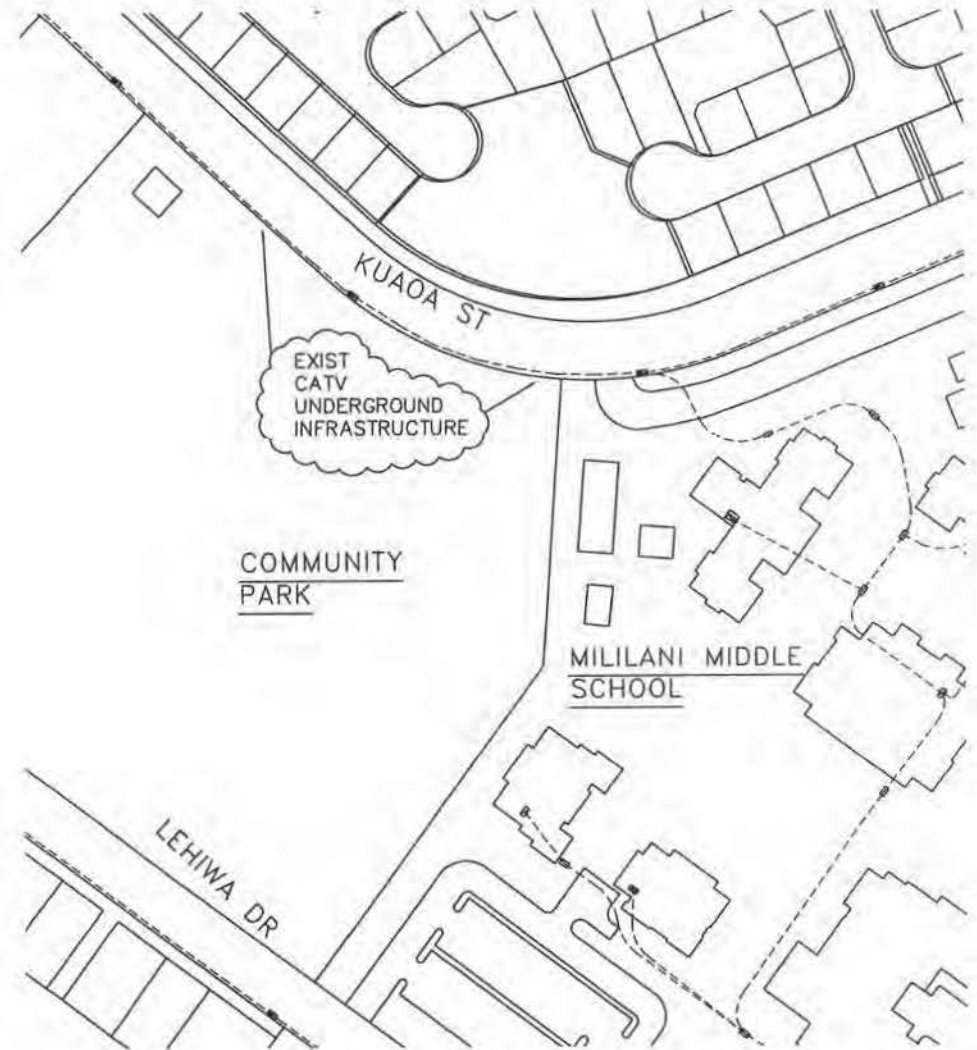 KUAOA ST
EXIST
CATV
UNDERGROUND
INFRASTRUCTURE
COMMUNITY
PARK
MILILANI MIDDLE
SCHOOL
LEHIWA DR